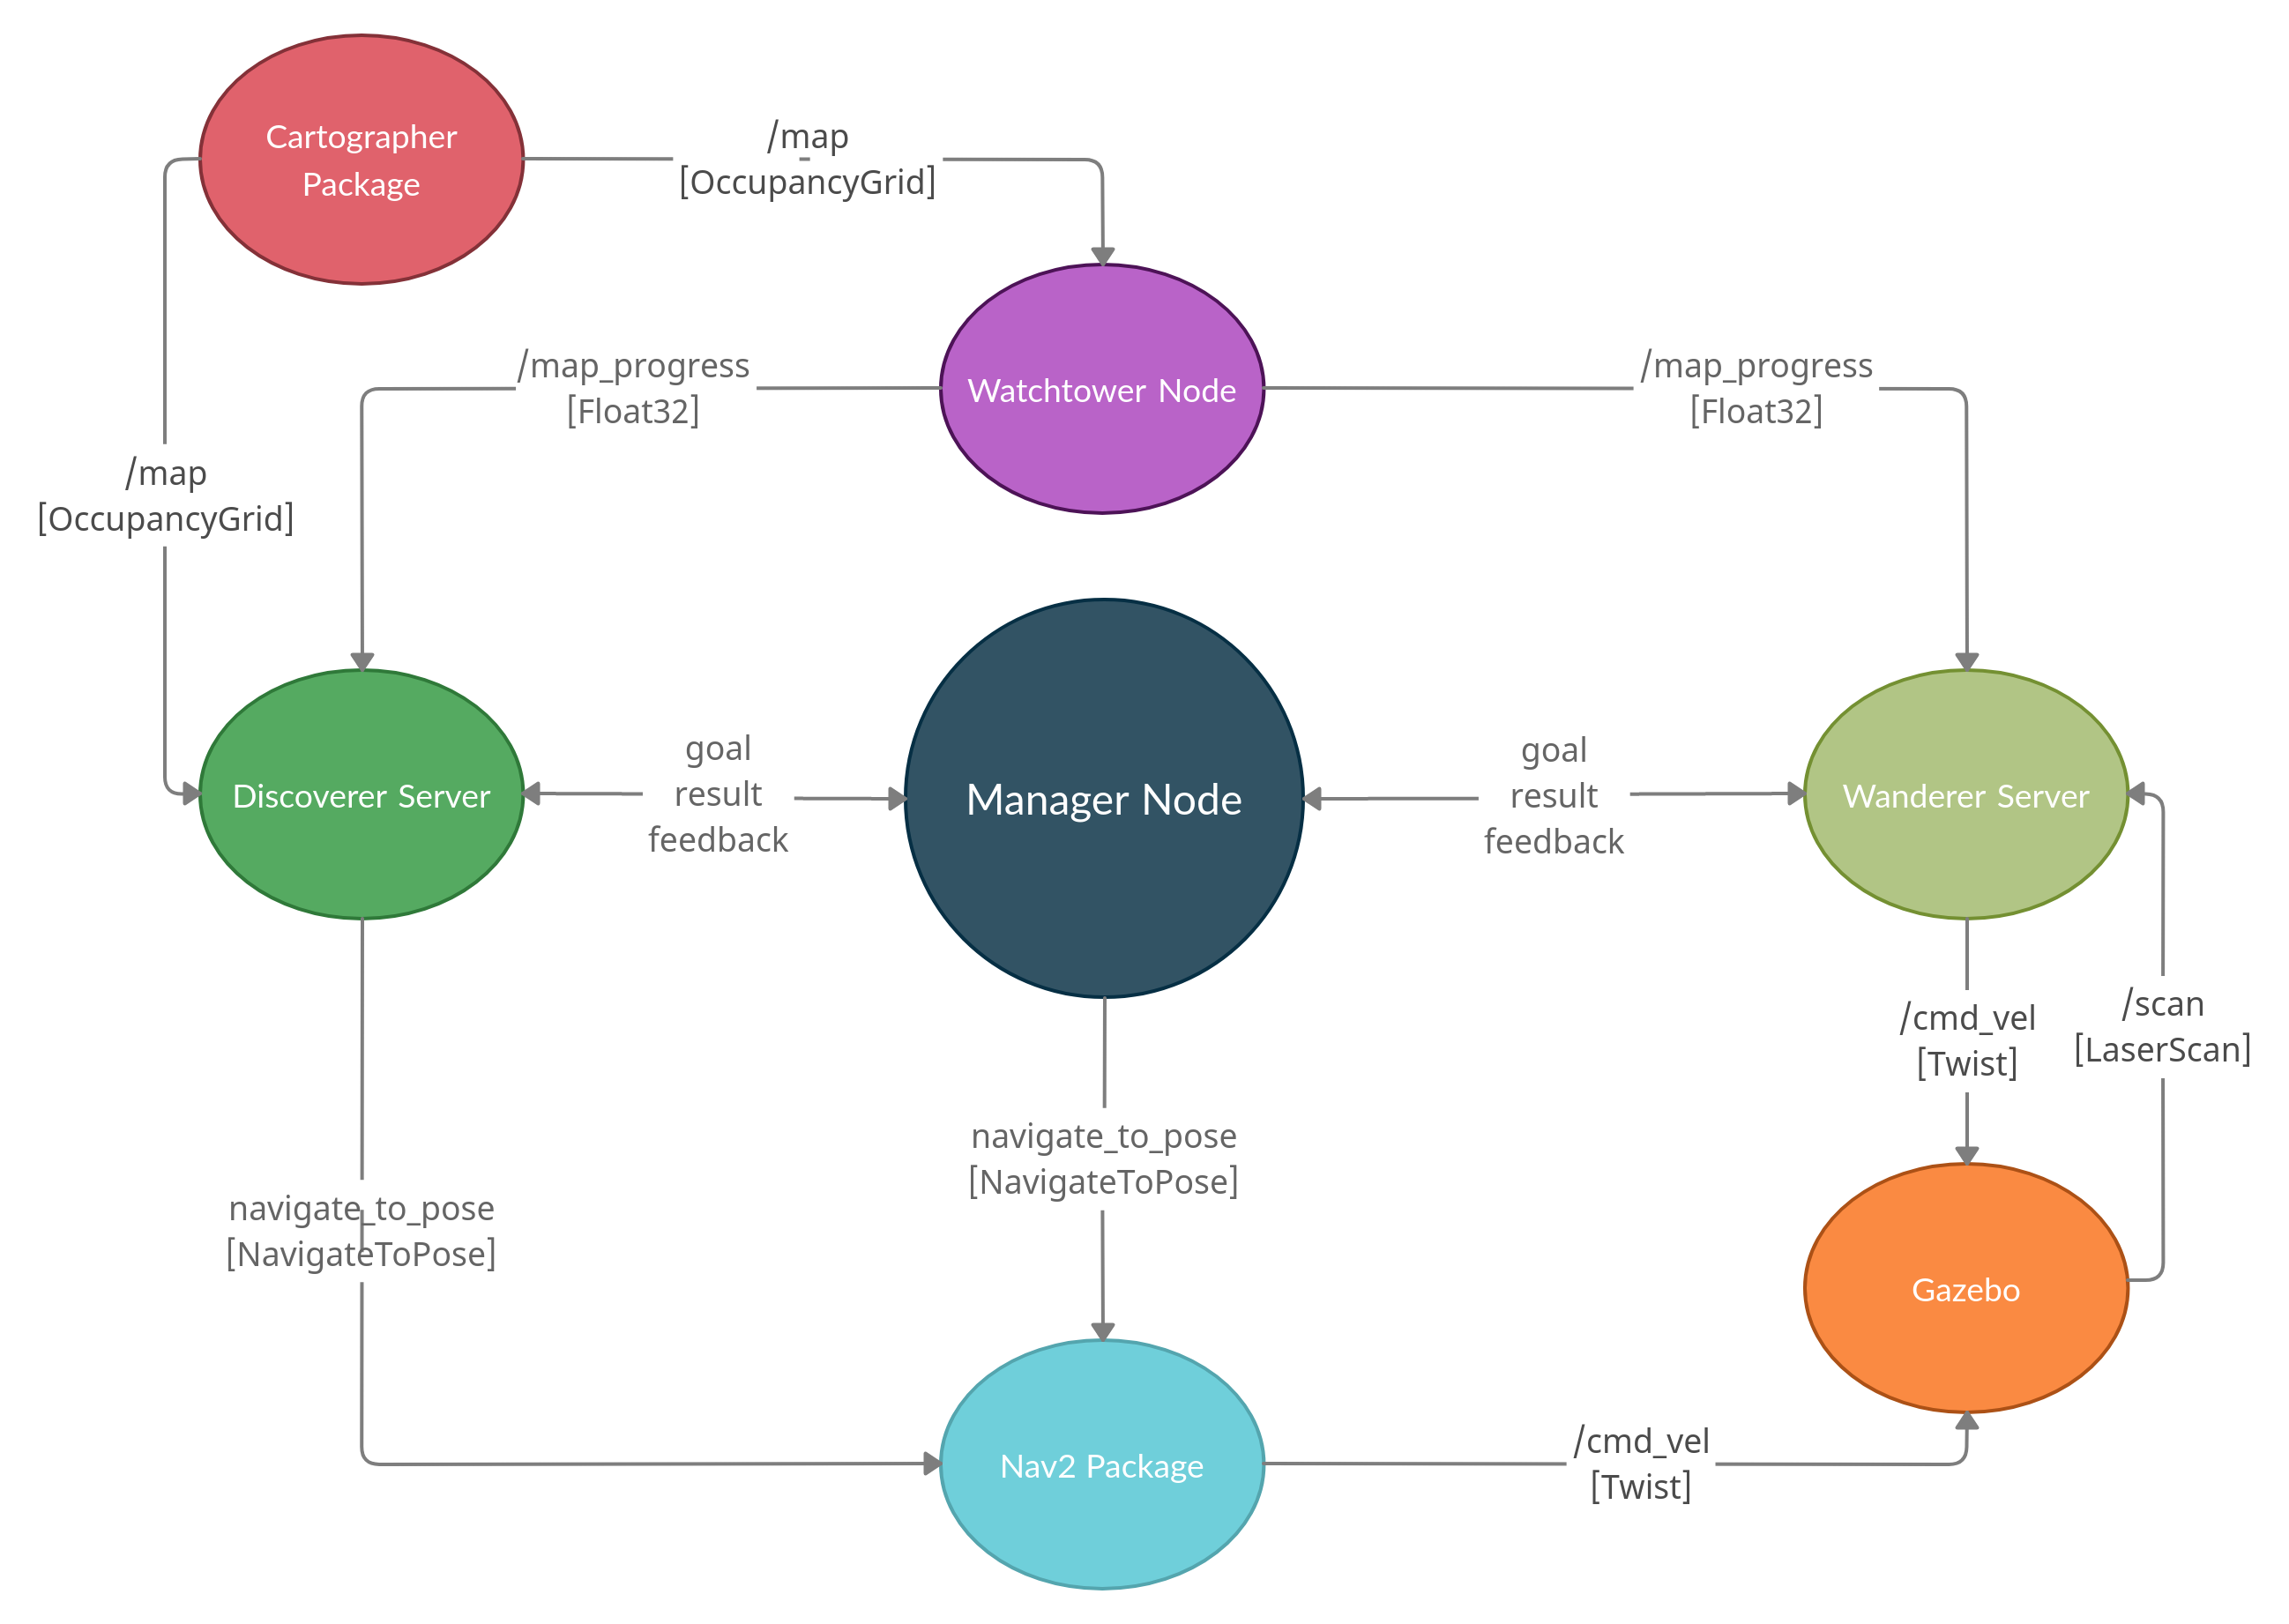 Cartographer
Package
/map
[OccupancyGrid]
/map_progress
[Float32]
Watchtower Node
/map_progress
[Float32]
/map
[OccupancyGrid]
Discoverer Server
goal
result
feedback
Manager Node
goal
result
feedback
Wanderer Server
/cmd_vel
[Twist]
/scan
[LaserScan]
navigate_to_pose
[NavigateToPose]
navigate_to_pose
[NavigateToPose]
Gazebo
Nav2 Package
/cmd_vel
[Twist]